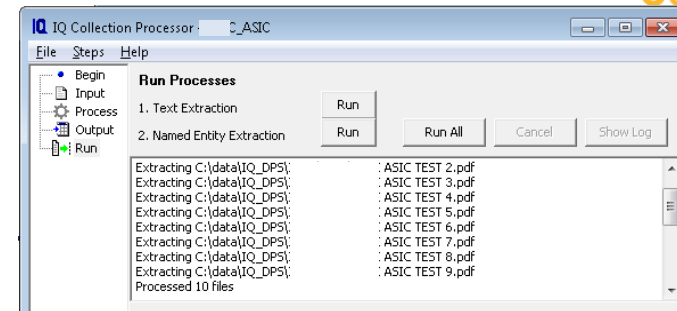 IQ IQ Collection Processor - C_ASIC
File Steps Help
Begin
Input
Process
Output
Run
Run Processes
1. Text Extraction Run
2. Named Entity Extraction Run Run All Cancel Show Log
Extracting C:\data\IQ_DPS\ ASIC TEST 2.pdf
Extracting C:\data\IQ_DPS\ ASIC TEST 3.pdf
Extracting C:\data\IQ_DPS\ ASIC TEST 4.pdf
Extracting C:\data\IQ_DPS\ ASIC TEST 5.pdf
Extracting C:\data\IQ_DPS\ ASIC TEST 6.pdf
Extracting C:\data\IQ_DPS\ ASIC TEST 7.pdf
Extracting C:\data\IQ_DPS\ ASIC TEST 8.pdf
Extracting C:\data\IQ_DPS\ ASIC TEST 9.pdf
Processed 10 files